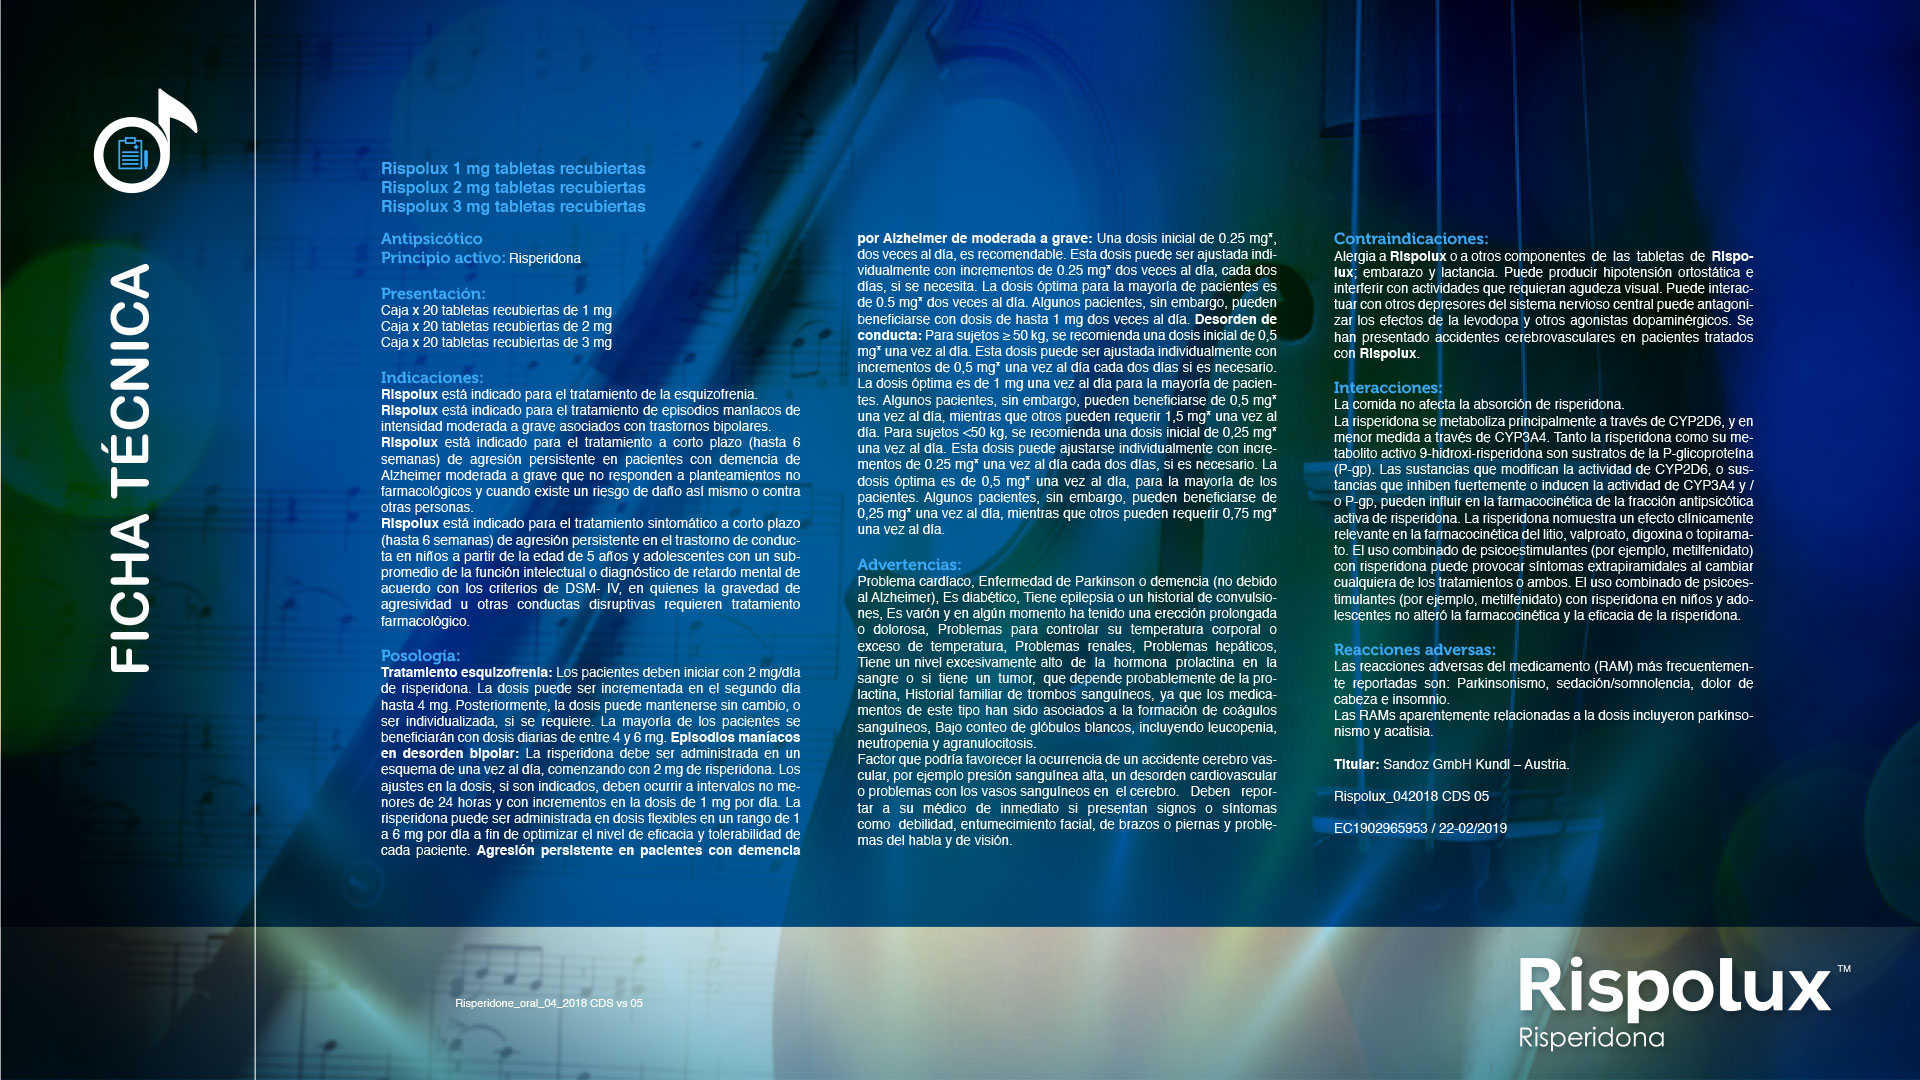 FICHA TÉCNICA
Rispolux 1 mg tabletas recubiertas
Rispolux 2 mg tabletas recubiertas
Rispolux 3 mg tabletas recubiertas
Antipsicótico
Principio activo: Risperidona
Presentación:
Caja x 20 tabletas recubiertas de 1 mg
Caja x 20 tabletas recubiertas de 2 mg
Caja x 20 tabletas recubiertas de 3 mg
Indicaciones:
Rispolux está indicado para el tratamiento de la esquizofrenia.
Rispolux está indicado para el tratamiento de episodios maníacos de
intensidad moderada a grave asociados con trastornos bipolares.
Rispolux está indicado para el tratamiento a corto plazo (hasta 6
semanas) de agresión persistente en pacientes con demencia de
Alzheimer moderada a grave que no responden a planteamientos no
farmacológicos y cuando existe un riesgo de daño así mismo o contra
otras personas.
Rispolux está indicado para el tratamiento sintomático a corto plazo
(hasta 6 semanas) de agresión persistente en el trastorno de conduc-
ta en niños a partir de la edad de 5 años y adolescentes con un sub-
promedio de la función intelectual o diagnóstico de retardo mental de
acuerdo con los criterios de DSM- IV, en quienes la gravedad de
agresividad u otras conductas disruptivas requieren tratamiento
farmacológico.
Posología:
Tratamiento esquizofrenia: Los pacientes deben iniciar con 2 mg/día
de risperidona. La dosis puede ser incrementada en el segundo día
hasta 4 mg. Posteriormente, la dosis puede mantenerse sin cambio, o
ser individualizada, si se requiere. La mayoría de los pacientes se
beneficiarán con dosis diarias de entre 4 y 6 mg. Episodios maníacos
en desorden bipolar: La risperidona debe ser administrada en un
esquema de una vez al día, comenzando con 2 mg de risperidona. Los
ajustes en la dosis, si son indicados, deben ocurrir a intervalos no me-
nores de 24 horas y con incrementos en la dosis de 1 mg por día. La
risperidona puede ser administrada en dosis flexibles en un rango de 1
a 6 mg por día a fin de optimizar el nivel de eficacia y tolerabilidad de
cada paciente. Agresión persistente en pacientes con demencia
por Alzheimer de moderada a grave: Una dosis inicial de 0.25 mg*,
dos veces al día, es recomendable. Esta dosis puede ser ajustada indi-
vidualmente con incrementos de 0.25 mg* dos veces al día, cada dos
días, si se necesita. La dosis óptima para la mayoría de pacientes es
de 0.5 mg* dos veces al día. Algunos pacientes, sin embargo, pueden
beneficiarse con dosis de hasta 1 mg dos veces al día. Desorden de
conducta: Para sujetos ≥ 50 kg, se recomienda una dosis inicial de 0,5
mg* una vez al día. Esta dosis puede ser ajustada individualmente con
incrementos de 0,5 mg* una vez al día cada dos días si es necesario.
La dosis óptima es de 1 mg una vez al día para la mayoría de pacien-
tes. Algunos pacientes, sin embargo, pueden beneficiarse de 0,5 mg*
una vez al día, mientras que otros pueden requerir 1,5 mg* una vez al
día. Para sujetos <50 kg, se recomienda una dosis inicial de 0,25 mg*
una vez al día. Esta dosis puede ajustarse individualmente con incre-
mentos de 0.25 mg* una vez al día cada dos días, si es necesario. La
dosis óptima es de 0,5 mg* una vez al día, para la mayoría de los
pacientes. Algunos pacientes, sin embargo, pueden beneficiarse de
0,25 mg* una vez al día, mientras que otros pueden requerir 0,75 mg*
una vez al día.
Advertencias:
Problema cardíaco, Enfermedad de Parkinson o demencia (no debido
al Alzheimer), Es diabético, Tiene epilepsia o un historial de convulsio-
nes, Es varón y en algún momento ha tenido una erección prolongada
o dolorosa, Problemas para controlar su temperatura corporal o
exceso de temperatura, Problemas renales, Problemas hepáticos,
Tiene un nivel excesivamente alto de la hormona prolactina en la
sangre o si tiene un tumor, que depende probablemente de la pro-
lactina, Historial familiar de trombos sanguíneos, ya que los medica-
mentos de este tipo han sido asociados a la formación de coágulos
sanguíneos, Bajo conteo de glóbulos blancos, incluyendo leucopenia,
neutropenia y agranulocitosis.
Factor que podría favorecer la ocurrencia de un accidente cerebro vas-
cular, por ejemplo presión sanguínea alta, un desorden cardiovascular
o problemas con los vasos sanguíneos en el cerebro. Deben repor-
tar a su médico de inmediato si presentan signos o síntomas
como debilidad, entumecimiento facial, de brazos o piernas y proble-
mas del habla y de visión.
Contraindicaciones:
Alergia a Rispolux o a otros componentes de las tabletas de Rispo-
lux; embarazo y lactancia. Puede producir hipotensión ortostática e
interferir con actividades que requieran agudeza visual. Puede interac-
tuar con otros depresores del sistema nervioso central puede antagoni-
zar los efectos de la levodopa y otros agonistas dopaminérgicos. Se
han presentado accidentes cerebrovasculares en pacientes tratados
con Rispolux.
Interacciones:
La comida no afecta la absorción de risperidona.
La risperidona se metaboliza principalmente a través de CYP2D6, y en
menor medida a través de CYP3A4. Tanto la risperidona como su me-
tabolito activo 9-hidroxi-risperidona son sustratos de la P-glicoproteína
(P-gp). Las sustancias que modifican la actividad de CYP2D6, o sus-
tancias que inhiben fuertemente o inducen la actividad de CYP3A4 y /
o P-gp, pueden influir en la farmacocinética de la fracción antipsicótica
activa de risperidona. La risperidona nomuestra un efecto clínicamente
relevante en la farmacocinética del litio, valproato, digoxina o topirama-
to. El uso combinado de psicoestimulantes (por ejemplo, metilfenidato)
con risperidona puede provocar síntomas extrapiramidales al cambiar
cualquiera de los tratamientos o ambos. El uso combinado de psicoes-
timulantes (por ejemplo, metilfenidato) con risperidona en niños y ado-
lescentes no alteró la farmacocinética y la eficacia de la risperidona.
Reacciones adversas:
Las reacciones adversas del medicamento (RAM) más frecuentemen-
te reportadas son: Parkinsonismo, sedación/somnolencia, dolor de
cabeza e insomnio.
Las RAMs aparentemente relacionadas a la dosis incluyeron parkinso-
nismo y acatisia.
Titular: Sandoz GmbH Kundl – Austria.
Rispolux_042018 CDS 05
EC1902965953 / 22-02/2019
Risperidone_oral_04_2018 CDS vs 05
Rispolux™
Risperidona